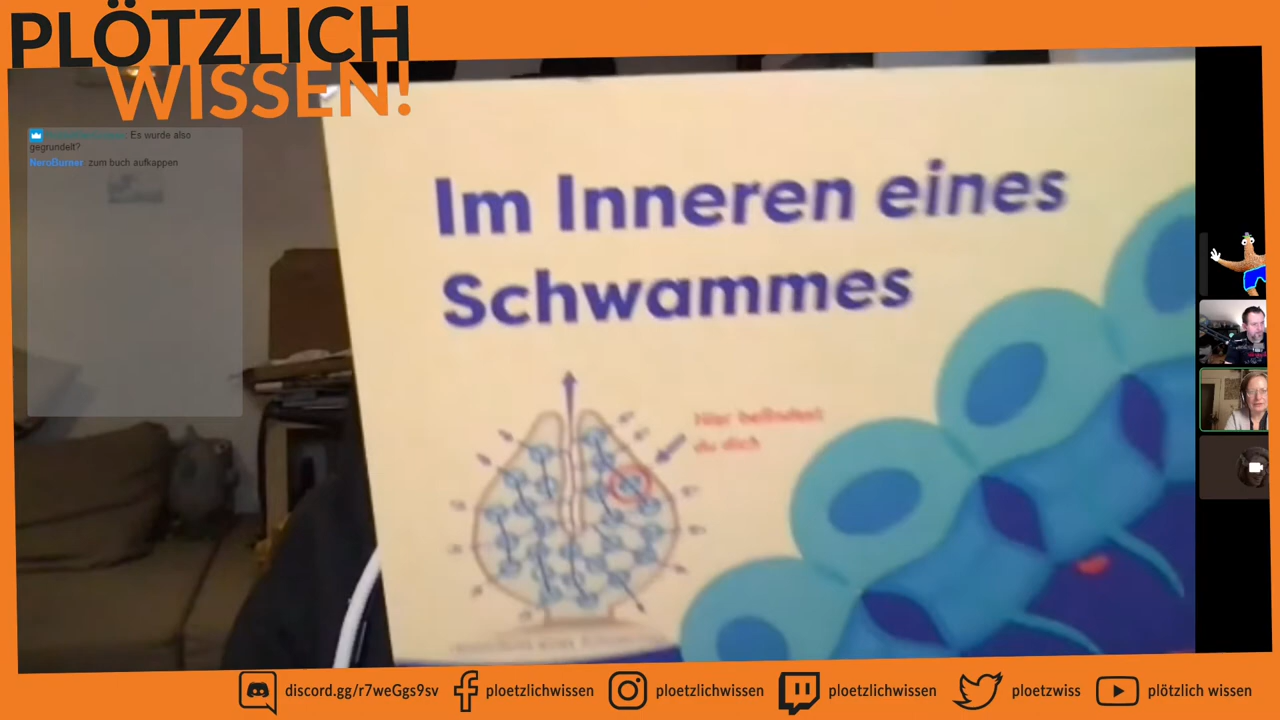 PLÖTZLICH
WISSEN!
: Es wurde also
gegrundelt?
NeroBurner: zum buch aufkappen
Im Inneren eines
Schwammes
Hier befindest
du dich
discord.gg/r7weGgs9sv
ploetzlichwissen
ploetzlichwissen
ploetzlichwissen
ploetzwiss
plötzlich wissen